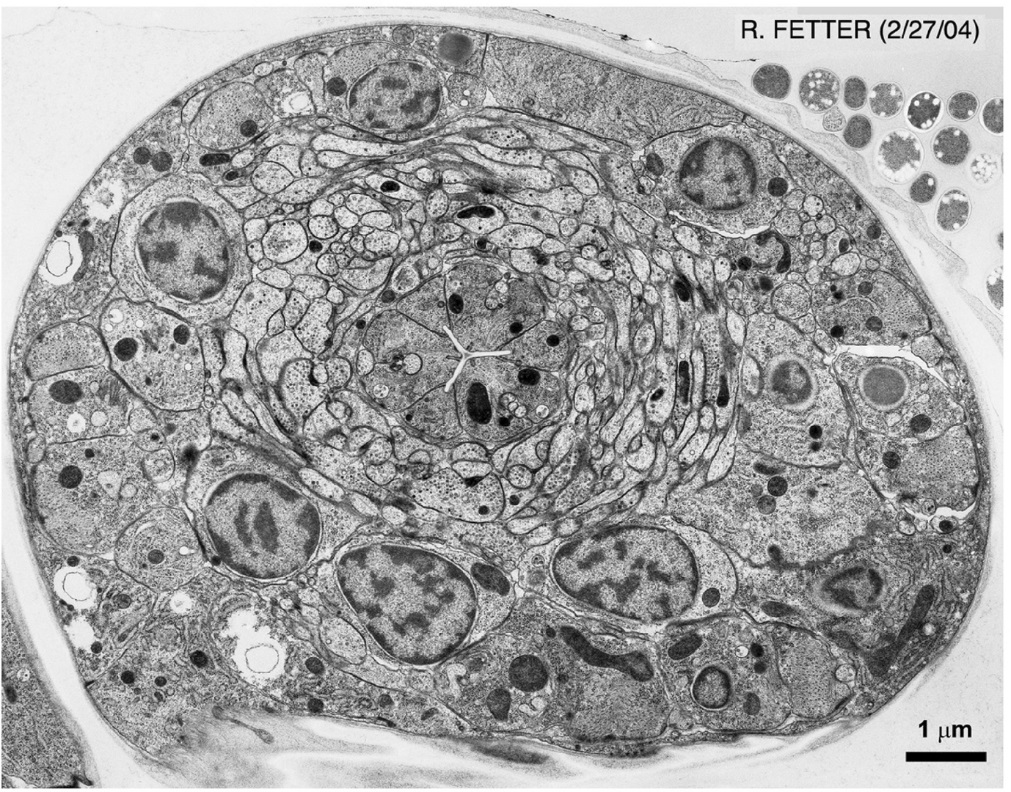 R. FETTER (2/27/04)
1 μm